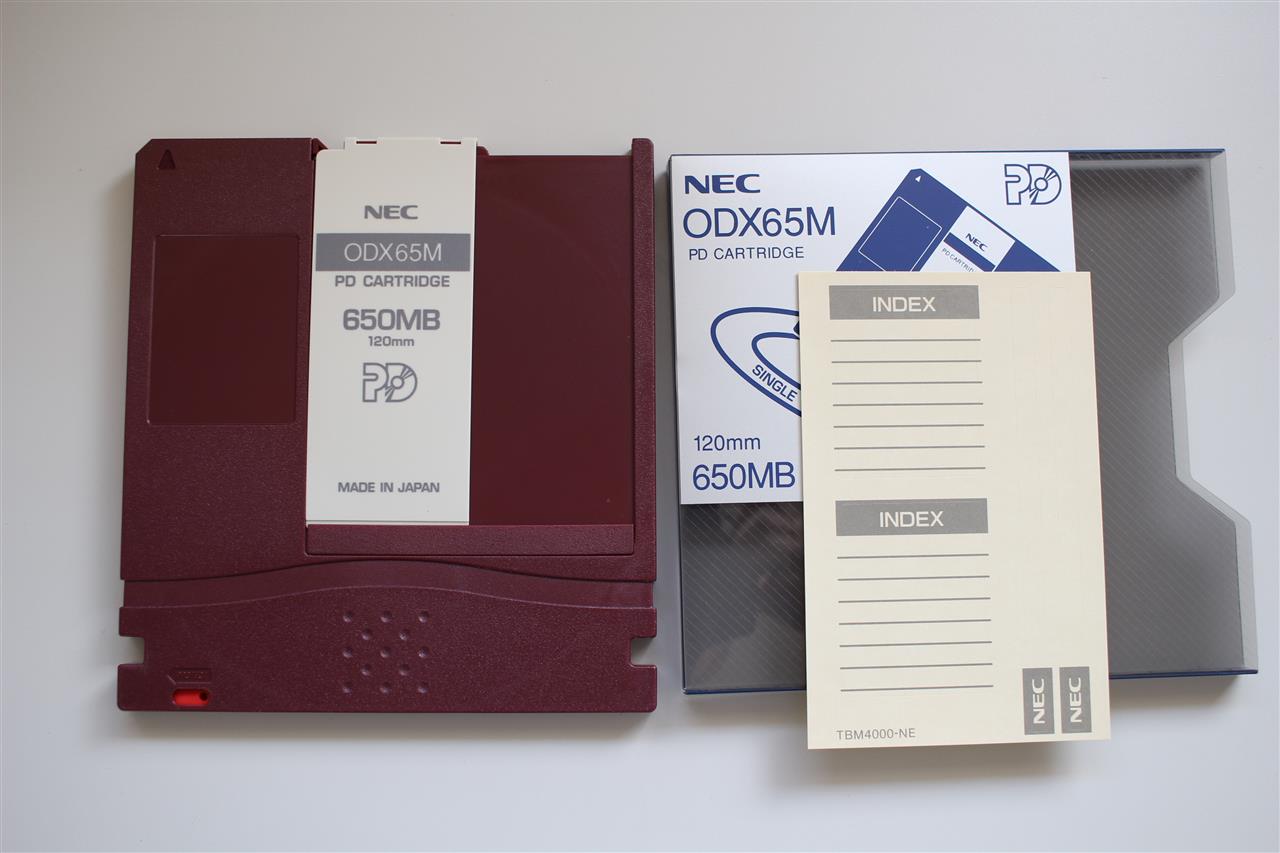 NEC
ODX65M
PD CARTRIDGE
650MB
120mm
PD
MADE IN JAPAN
NEC
ODX65M
PD CARTRIDGE
PD
NEC
SINGLE
120mm
650MB
INDEX
INDEX
NEC
NEC
TBM4000-NE